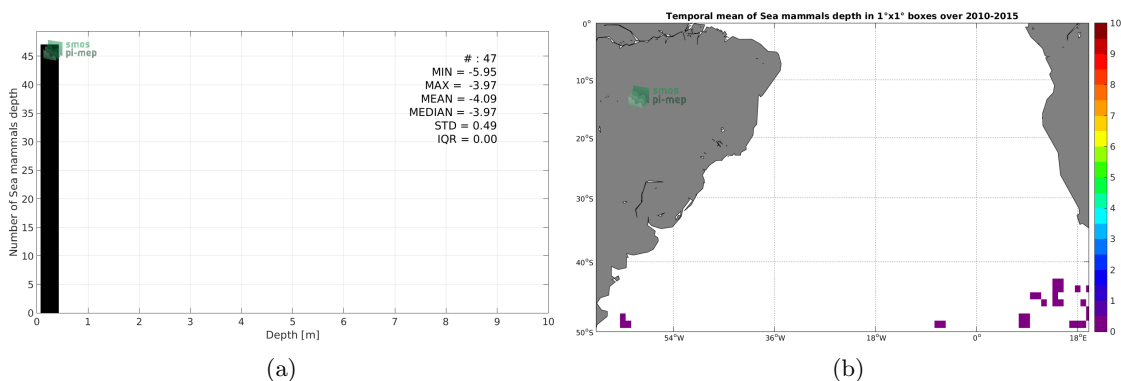 smos
pi-mep
# : 47
MIN = -5.95
MAX = -3.97
MEAN = -4.09
MEDIAN = -3.97
STD = 0.49
IQR = 0.00
Number of Sea mammals depth
45
40
35
30
25
20
15
10
5
0
0 1 2 3 4 5 6 7 8 9 10
Depth [m]
(a)
Temporal mean of Sea mammals depth in 1°x1° boxes over 2010-2015
smos
pi-mep
0°
10°S
20°S
30°S
40°S
50°S
54°W 36°W 18°W 0° 18°E
10
9
8
7
6
5
4
3
2
1
0
(b)